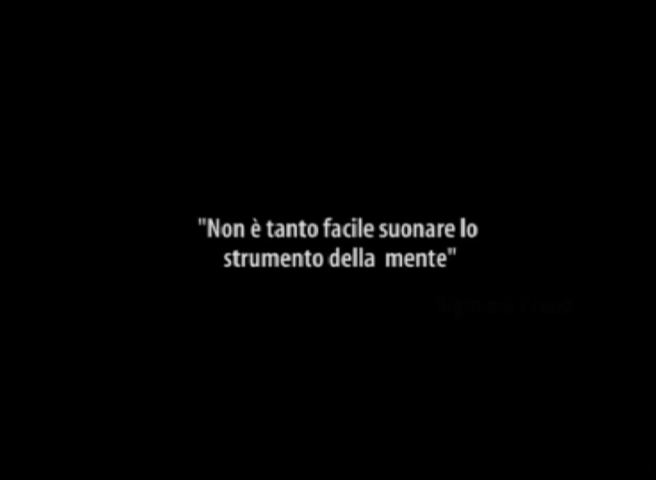 "Non è tanto facile suonare lo
strumento della  mente"